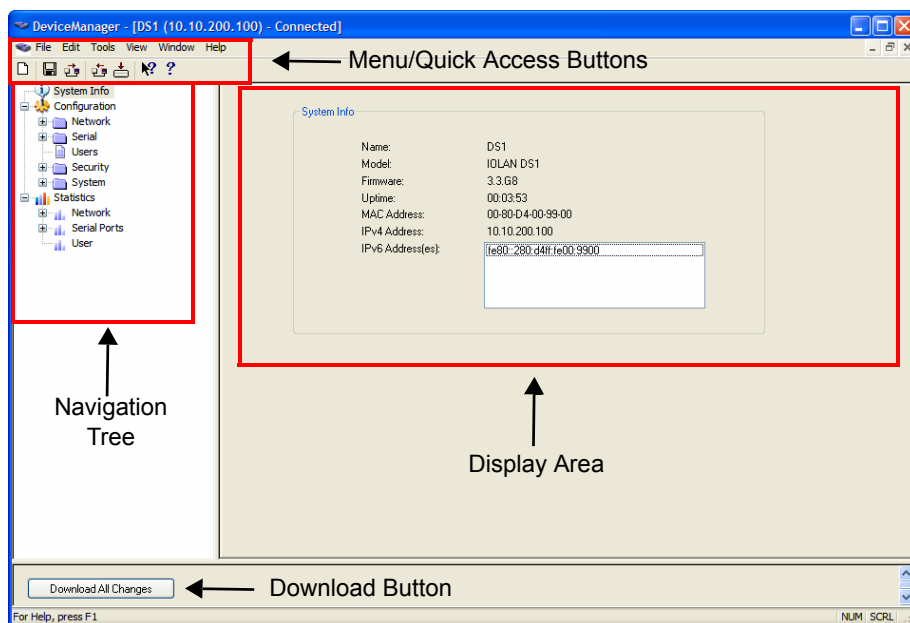 DeviceManager - [DS1 (10.10.200.100) - Connected]
File Edit Tools View Window Help
Menu/Quick Access Buttons
System Info
Configuration
Network
Serial
Users
Security
System
Statistics
Network
Serial Ports
User
Navigation
Tree
System Info
Name: DS1
Model: IOLAN DS1
Firmware: 3.3.G8
Uptime: 00:03:53
MAC Address: 00-80-D4-00-99-00
IPv4 Address: 10.10.200.100
IPv6 Address(es): fe80::280:d4ff:fe00:9900
Display Area
Download All Changes
Download Button
For Help, press F1
NUM SCRL